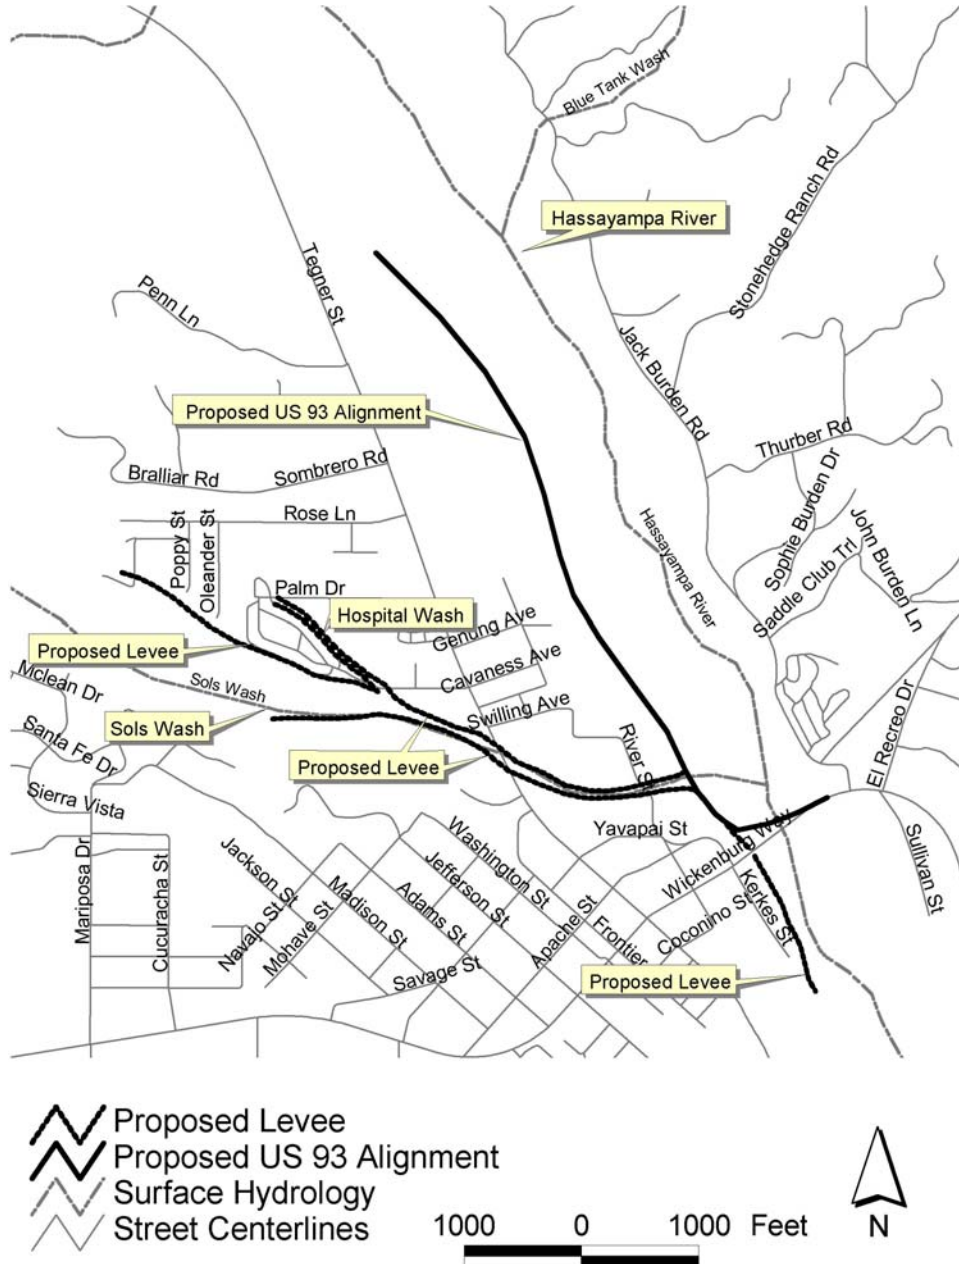 Blue Tank Wash
Hassayampa River
Stonehedge Ranch Rd
Tegner St
Penn Ln
Jack Burden Rd
Proposed US 93 Alignment
Thurber Rd
Sombrero Rd
Bralliar Rd
Sophie Burden Dr
Rose Ln
Poppy St
Oleander St
Hassayampa River
John Burden Ln
Saddle Club Trl
Palm Dr
Hospital Wash
Genung Ave
Proposed Levee
Cavaness Ave
Mclean Dr
Sols Wash
Swilling Ave
Sols Wash
Santa Fe Dr
River S
El Recreo Dr
Proposed Levee
Sierra Vista
Yavapai St
Wickenburg Way
Washington St
Sullivan St
Mariposa Dr
Cucuracha St
Jackson St
Jefferson St
Madison St
Adams St
Navajo St
Mohave St
Apache St
Frontier
Coconino S
Kerkes St
Savage St
Proposed Levee
Proposed Levee
Proposed US 93 Alignment
Surface Hydrology
Street Centerlines
1000 0 1000 Feet
N